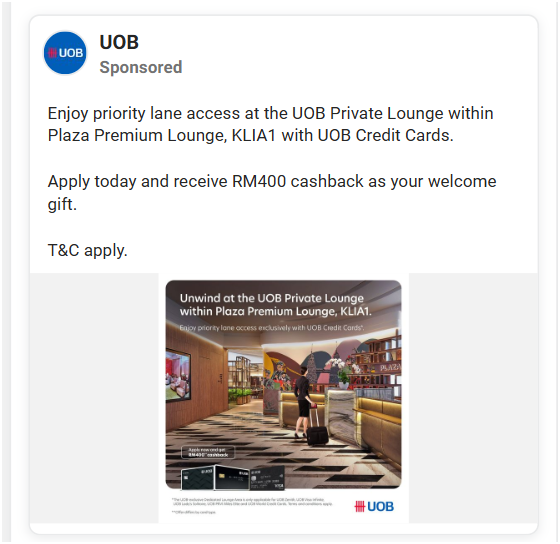 UOB
UOB
Sponsored
Enjoy priority lane access at the UOB Private Lounge within
Plaza Premium Lounge, KLIA1 with UOB Credit Cards.
Apply today and receive RM400 cashback as your welcome
gift.
T&C apply.
Unwind at the UOB Private Lounge
within Plaza Premium Lounge, KLIA1.
Enjoy priority lane access exclusively with UOB Credit Cards*.
PLAZA
Apply now and get
RM400** cashback
UOB